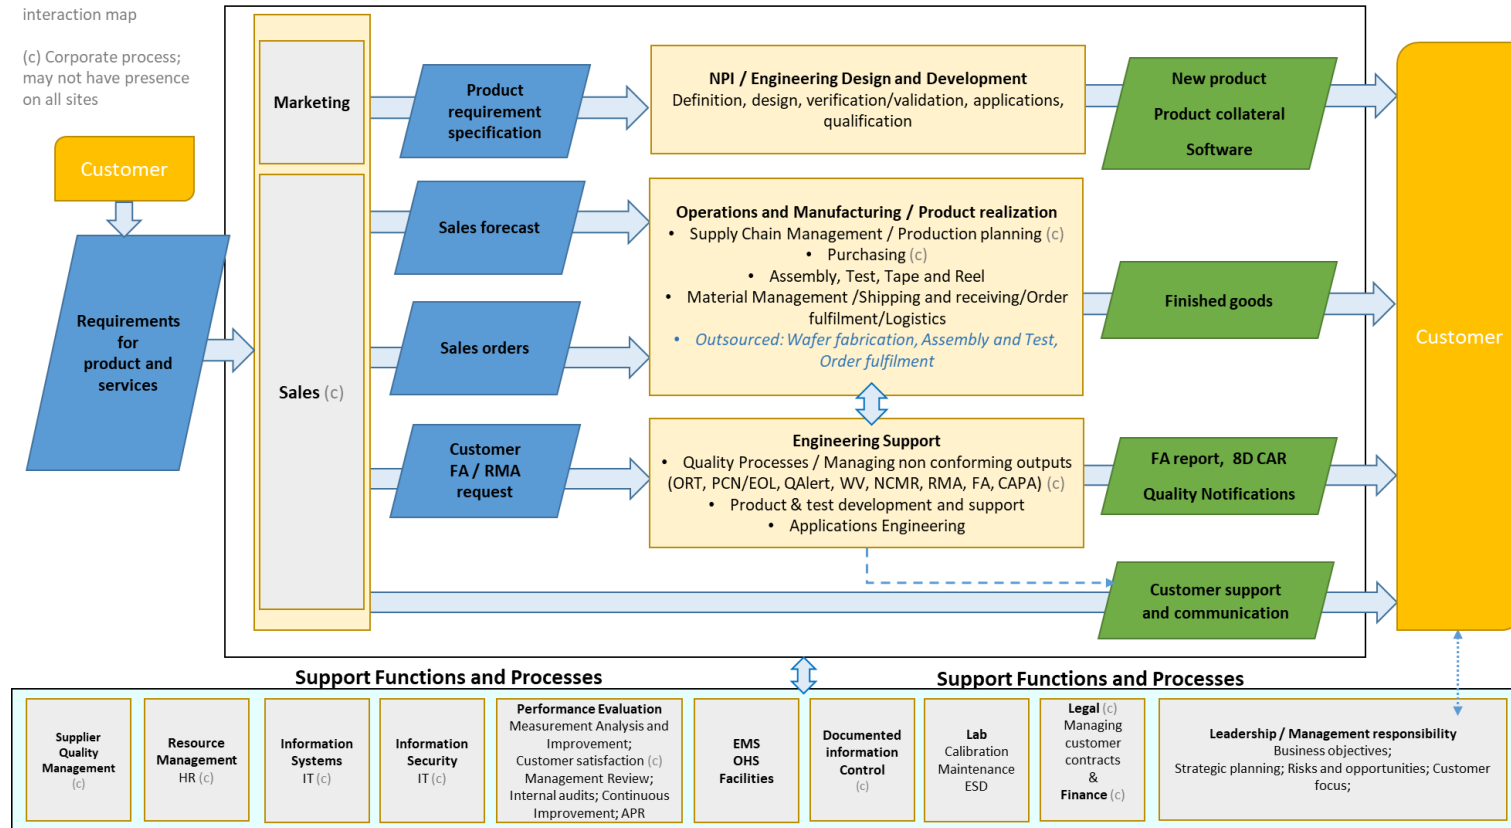 interaction map
(c) Corporate process;
may not have presence
on all sites
Customer
Requirements
for
product and
services
Marketing
Sales (c)
Product
requirement
specification
Sales forecast
Sales orders
Customer
FA / RMA
request
NPI / Engineering Design and Development
Definition, design, verification/validation, applications,
qualification
Operations and Manufacturing / Product realization
• Supply Chain Management / Production planning (c)
• Purchasing (c)
• Assembly, Test, Tape and Reel
• Material Management /Shipping and receiving/Order
fulfilment/Logistics
• Outsourced: Wafer fabrication, Assembly and Test,
Order fulfilment
Engineering Support
• Quality Processes / Managing non conforming outputs
(ORT, PCN/EOL, QAlert, WV, NCMR, RMA, FA, CAPA) (c)
• Product & test development and support
• Applications Engineering
New product
Product collateral
Software
Finished goods
FA report, 8D CAR
Quality Notifications
Customer support
and communication
Customer
Support Functions and Processes
Support Functions and Processes
Supplier
Quality
Management
(c)
Resource
Management
HR (c)
Information
Systems
IT (c)
Information
Security
IT (c)
Performance Evaluation
Measurement Analysis and
Improvement;
Customer satisfaction (c)
Management Review;
Internal audits; Continuous
Improvement; APR
EMS
OHS
Facilities
Documented
information
Control
(c)
Lab
Calibration
Maintenance
ESD
Legal (c)
Managing
customer
contracts
&
Finance (c)
Leadership / Management responsibility
Business objectives;
Strategic planning; Risks and opportunities; Customer
focus;